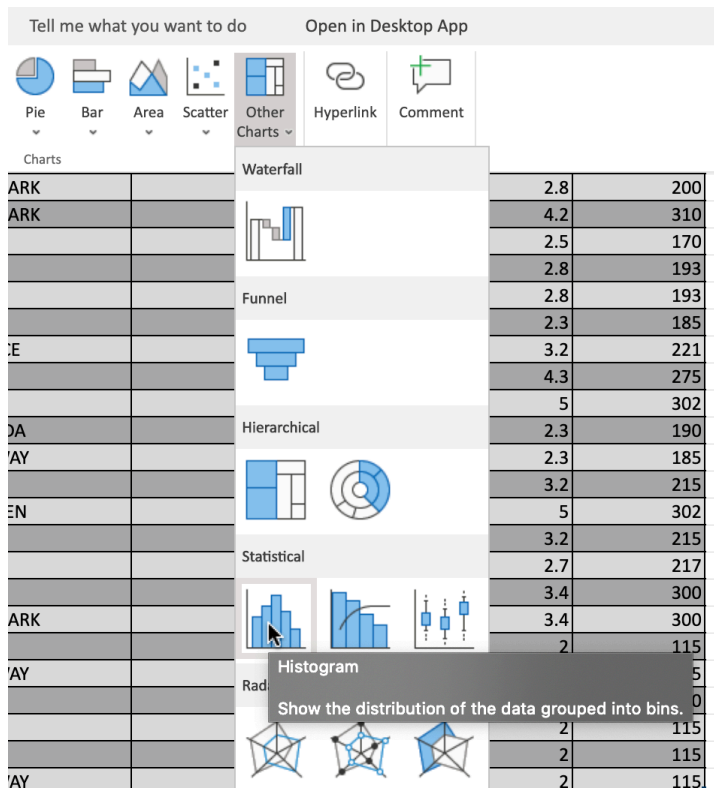 Tell me what you want to do Open in Desktop App
Pie Bar Area Scatter Other Charts Hyperlink Comment
Charts
Waterfall
Funnel
Hierarchical
Statistical
Histogram
Show the distribution of the data grouped into bins.
ARK 2.8 200
ARK 4.2 310
2.5 170
2.8 193
2.8 193
2.3 185
CE 3.2 221
4.3 275
5 302
DA 2.3 190
AY 2.3 185
3.2 215
EN 5 302
3.2 215
2.7 217
3.4 300
ARK 3.4 300
2 115
AY 5
0
2 115
2 115
AY 2 115